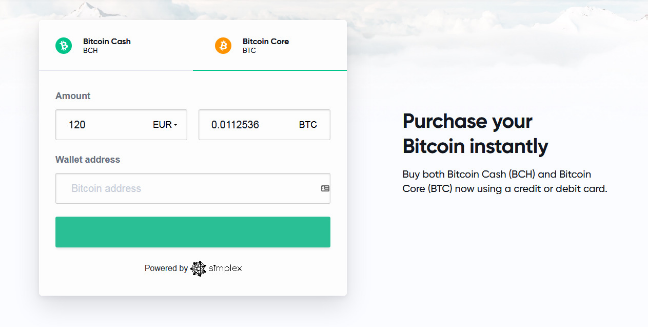 Bitcoin Cash
BCH
Bitcoin Core
BTC
Amount
120 EUR
0.0112536 BTC
Wallet address
Bitcoin address
Powered by simplex
Purchase your
Bitcoin instantly
Buy both Bitcoin Cash (BCH) and Bitcoin
Core (BTC) now using a credit or debit card.